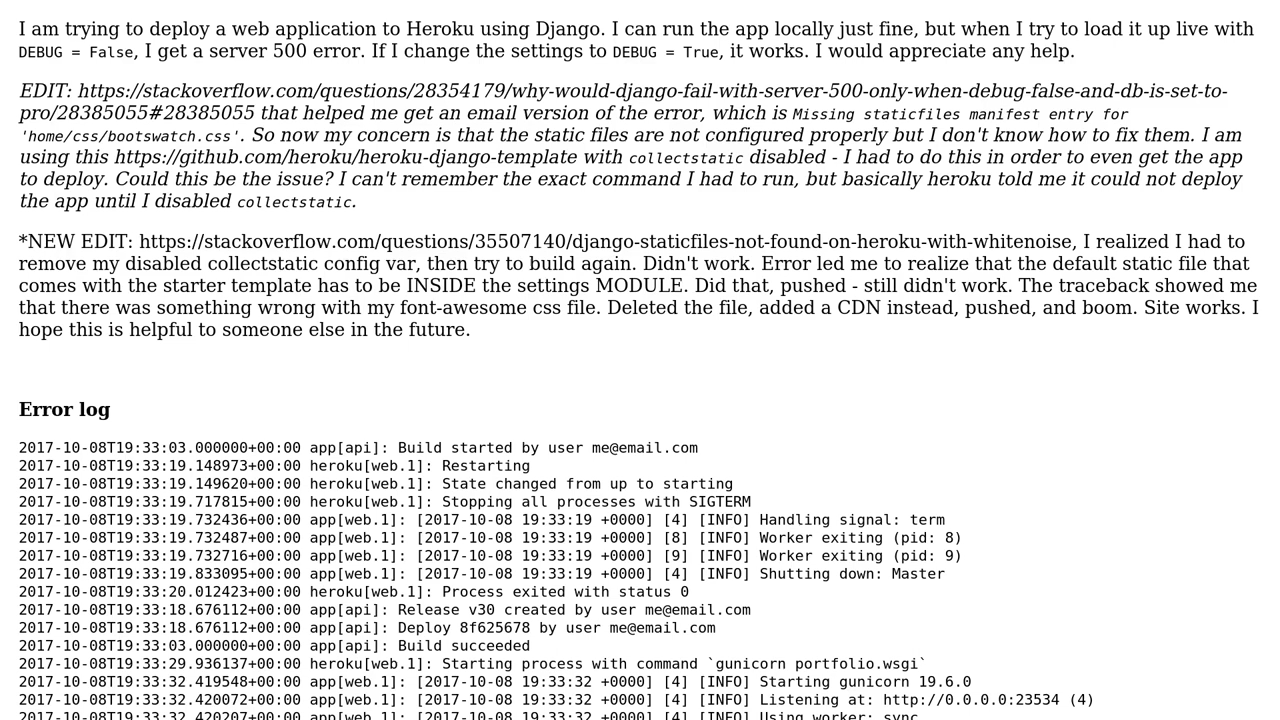 I am trying to deploy a web application to Heroku using Django. I can run the app locally just fine, but when I try to load it up live with
DEBUG = False, I get a server 500 error. If I change the settings to DEBUG = True, it works. I would appreciate any help.
EDIT: https://stackoverflow.com/questions/28354179/why-would-django-fail-with-server-500-only-when-debug-false-and-db-is-set-to-
pro/28385055#28385055 that helped me get an email version of the error, which is Missing staticfiles manifest entry for
'home/css/bootswatch.css'. So now my concern is that the static files are not configured properly but I don't know how to fix them. I am
using this https://github.com/heroku/heroku-django-template with collectstatic disabled - I had to do this in order to even get the app
to deploy. Could this be the issue? I can't remember the exact command I had to run, but basically heroku told me it could not deploy
the app until I disabled collectstatic.
*NEW EDIT: https://stackoverflow.com/questions/35507140/django-staticfiles-not-found-on-heroku-with-whitenoise, I realized I had to
remove my disabled collectstatic config var, then try to build again. Didn't work. Error led me to realize that the default static file that
comes with the starter template has to be INSIDE the settings MODULE. Did that, pushed - still didn't work. The traceback showed me
that there was something wrong with my font-awesome css file. Deleted the file, added a CDN instead, pushed, and boom. Site works. I
hope this is helpful to someone else in the future.
Error log
2017-10-08T19:33:03.000000+00:00 app[api]: Build started by user me@email.com
2017-10-08T19:33:19.148973+00:00 heroku[web.1]: Restarting
2017-10-08T19:33:19.149620+00:00 heroku[web.1]: State changed from up to starting
2017-10-08T19:33:19.717815+00:00 heroku[web.1]: Stopping all processes with SIGTERM
2017-10-08T19:33:19.732436+00:00 app[web.1]: [2017-10-08 19:33:19 +0000] [4] [INFO] Handling signal: term
2017-10-08T19:33:19.732487+00:00 app[web.1]: [2017-10-08 19:33:19 +0000] [8] [INFO] Worker exiting (pid: 8)
2017-10-08T19:33:19.732716+00:00 app[web.1]: [2017-10-08 19:33:19 +0000] [9] [INFO] Worker exiting (pid: 9)
2017-10-08T19:33:19.833095+00:00 app[web.1]: [2017-10-08 19:33:19 +0000] [4] [INFO] Shutting down: Master
2017-10-08T19:33:20.012423+00:00 heroku[web.1]: Process exited with status 0
2017-10-08T19:33:18.676112+00:00 app[api]: Release v30 created by user me@email.com
2017-10-08T19:33:18.676112+00:00 app[api]: Deploy 8f625678 by user me@email.com
2017-10-08T19:33:03.000000+00:00 app[api]: Build succeeded
2017-10-08T19:33:29.936137+00:00 heroku[web.1]: Starting process with command `gunicorn portfolio.wsgi`
2017-10-08T19:33:32.419548+00:00 app[web.1]: [2017-10-08 19:33:32 +0000] [4] [INFO] Starting gunicorn 19.6.0
2017-10-08T19:33:32.420072+00:00 app[web.1]: [2017-10-08 19:33:32 +0000] [4] [INFO] Listening at: http://0.0.0.0:23534 (4)
2017-10-08T19:33:32.420207+00:00 app[web.1]: [2017-10-08 19:33:32 +0000] [4] [INFO] Using worker: sync